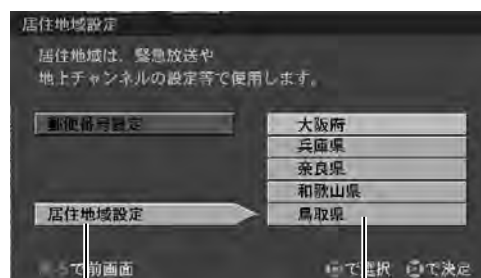 居住地域設定
居住地域は、緊急放送や
地上チャンネルの設定等で使用します。
郵便番号設定
大阪府
兵庫県
奈良県
和歌山県
居住地域設定
鳥取県
で前画面
で選択 で決定